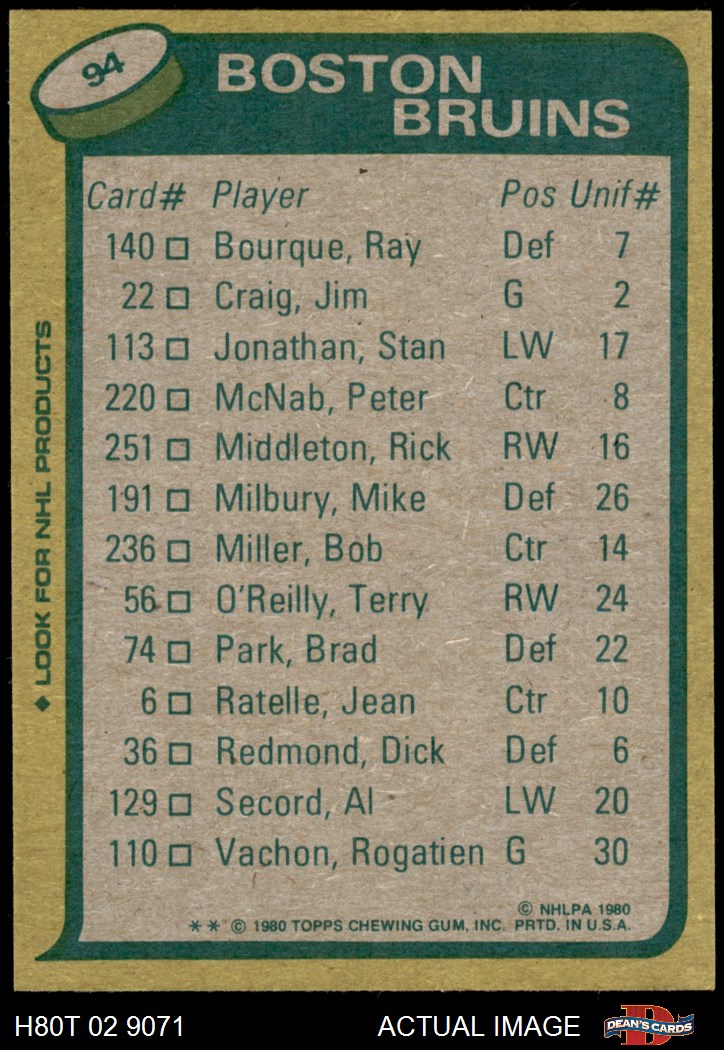 94
BOSTON
BRUINS
Card# Player Pos Unif#
140 □ Bourque, Ray Def 7
22 □ Craig, Jim G 2
113 □ Jonathan, Stan LW 17
220 □ McNab, Peter Ctr 8
251 □ Middleton, Rick RW 16
191 □ Milbury, Mike Def 26
236 □ Miller, Bob Ctr 14
56 □ O'Reilly, Terry RW 24
74 □ Park, Brad Def 22
6 □ Ratelle, Jean Ctr 10
36 □ Redmond, Dick Def 6
129 □ Secord, Al LW 20
110 □ Vachon, Rogatien G 30
© NHLPA 1980
** © 1980 TOPPS CHEWING GUM, INC. PRTD. IN U.S.A.
◆ LOOK FOR NHL PRODUCTS
H80T 02 9071 ACTUAL IMAGE
D
DEAN'S CARDS